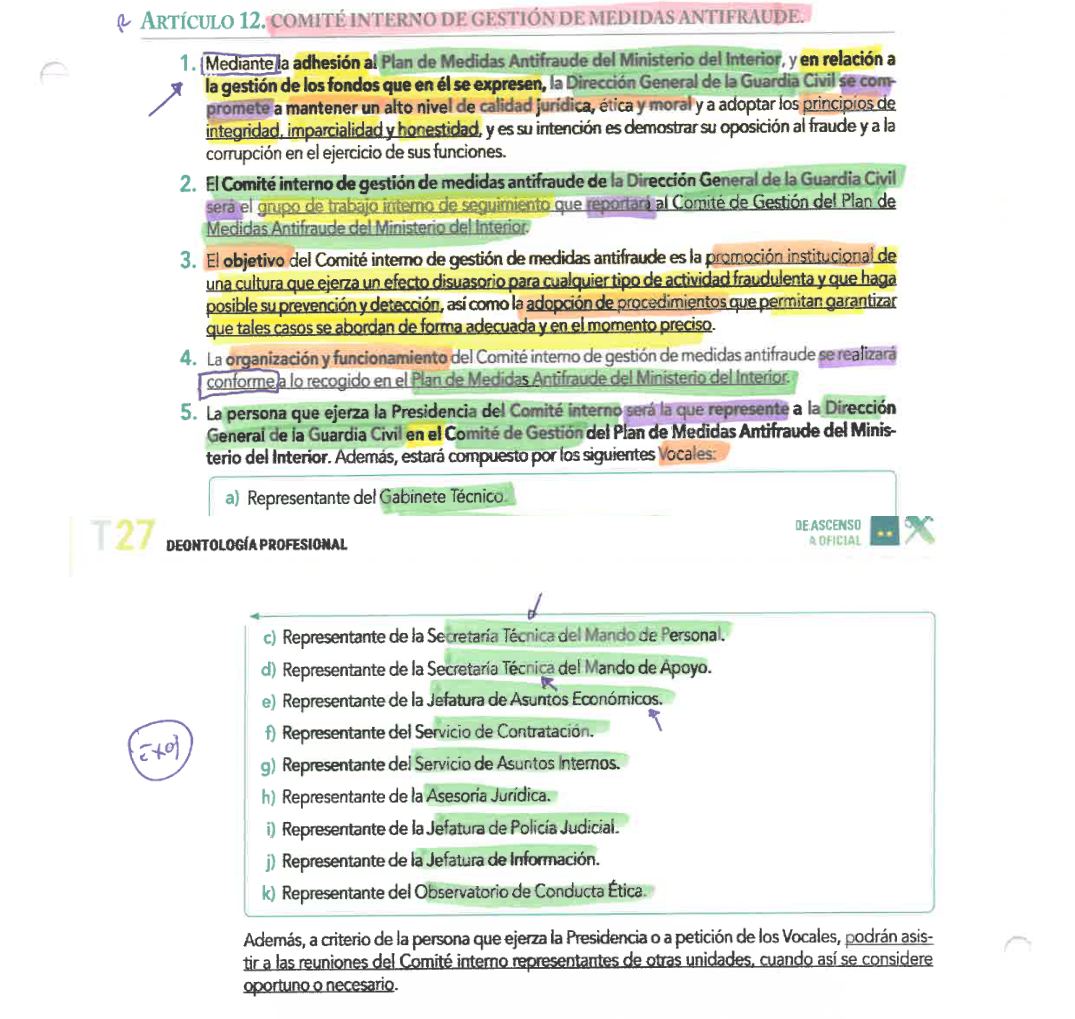 ARTÍCULO 12. COMITÉ INTERNO DE GESTIÓN DE MEDIDAS ANTIFRAUDE.
1. Mediante la adhesión al Plan de Medidas Antifraude del Ministerio del Interior, y en relación a
la gestión de los fondos que en él se expresen, la Dirección General de la Guardia Civil se com-
promete a mantener un alto nivel de calidad jurídica, ética y moral y a adoptar los principios de
integridad, imparcialidad y honestidad, y es su intención es demostrar su oposición al fraude y a la
corrupción en el ejercicio de sus funciones.
2. El Comité interno de gestión de medidas antifraude de la Dirección General de la Guardia Civil
será el grupo de trabajo interno de seguimiento que reportará al Comité de Gestión del Plan de
Medidas Antifraude del Ministerio del Interior.
3. El objetivo del Comité interno de gestión de medidas antifraude es la promoción institucional de
una cultura que ejerza un efecto disuasorio para cualquier tipo de actividad fraudulenta y que haga
posible su prevención y detección, así como la adopción de procedimientos que permitan garantizar
que tales casos se abordan de forma adecuada y en el momento preciso.
4. La organización y funcionamiento del Comité interno de gestión de medidas antifraude se realizará
conforme a lo recogido en el Plan de Medidas Antifraude del Ministerio del Interior.
5. La persona que ejerza la Presidencia del Comité interno será la que represente a la Dirección
General de la Guardia Civil en el Comité de Gestión del Plan de Medidas Antifraude del Minis-
terio del Interior. Además, estará compuesto por los siguientes Vocales:
a) Representante del Gabinete Técnico.
T27 DEONTOLOGÍA PROFESIONAL
DE ASCENSO
A OFICIAL
c) Representante de la Secretaría Técnica del Mando de Personal.
d) Representante de la Secretaría Técnica del Mando de Apoyo.
e) Representante de la Jefatura de Asuntos Económicos.
f) Representante del Servicio de Contratación.
g) Representante del Servicio de Asuntos Internos.
h) Representante de la Asesoría Jurídica.
i) Representante de la Jefatura de Policía Judicial.
j) Representante de la Jefatura de Información.
k) Representante del Observatorio de Conducta Ética.
Además, a criterio de la persona que ejerza la Presidencia o a petición de los Vocales, podrán asis-
tir a las reuniones del Comité interno representantes de otras unidades, cuando así se considere
oportuno o necesario.